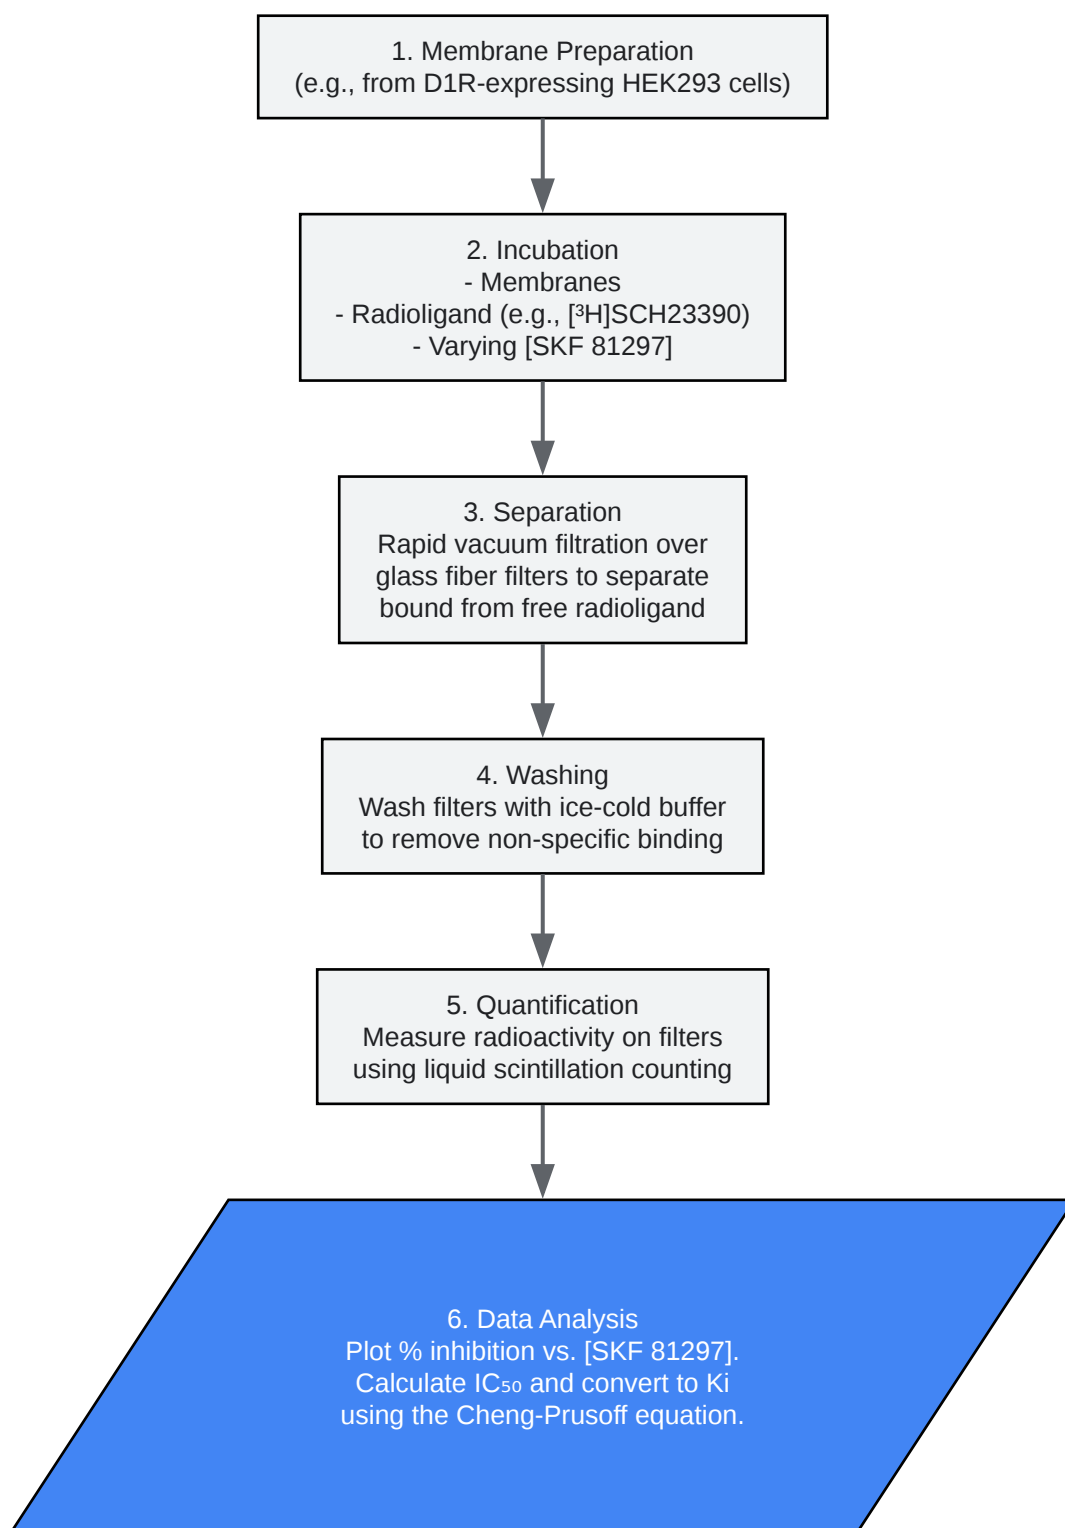 1. Membrane Preparation
(e.g., from D1R-expressing HEK293 cells)
2. Incubation
- Membranes
- Radioligand (e.g., [³H]SCH23390)
- Varying [SKF 81297]
3. Separation
Rapid vacuum filtration over
glass fiber filters to separate
bound from free radioligand
4. Washing
Wash filters with ice-cold buffer
to remove non-specific binding
5. Quantification
Measure radioactivity on filters
using liquid scintillation counting
6. Data Analysis
Plot % inhibition vs. [SKF 81297].
Calculate IC₅₀ and convert to Ki
using the Cheng-Prusoff equation.